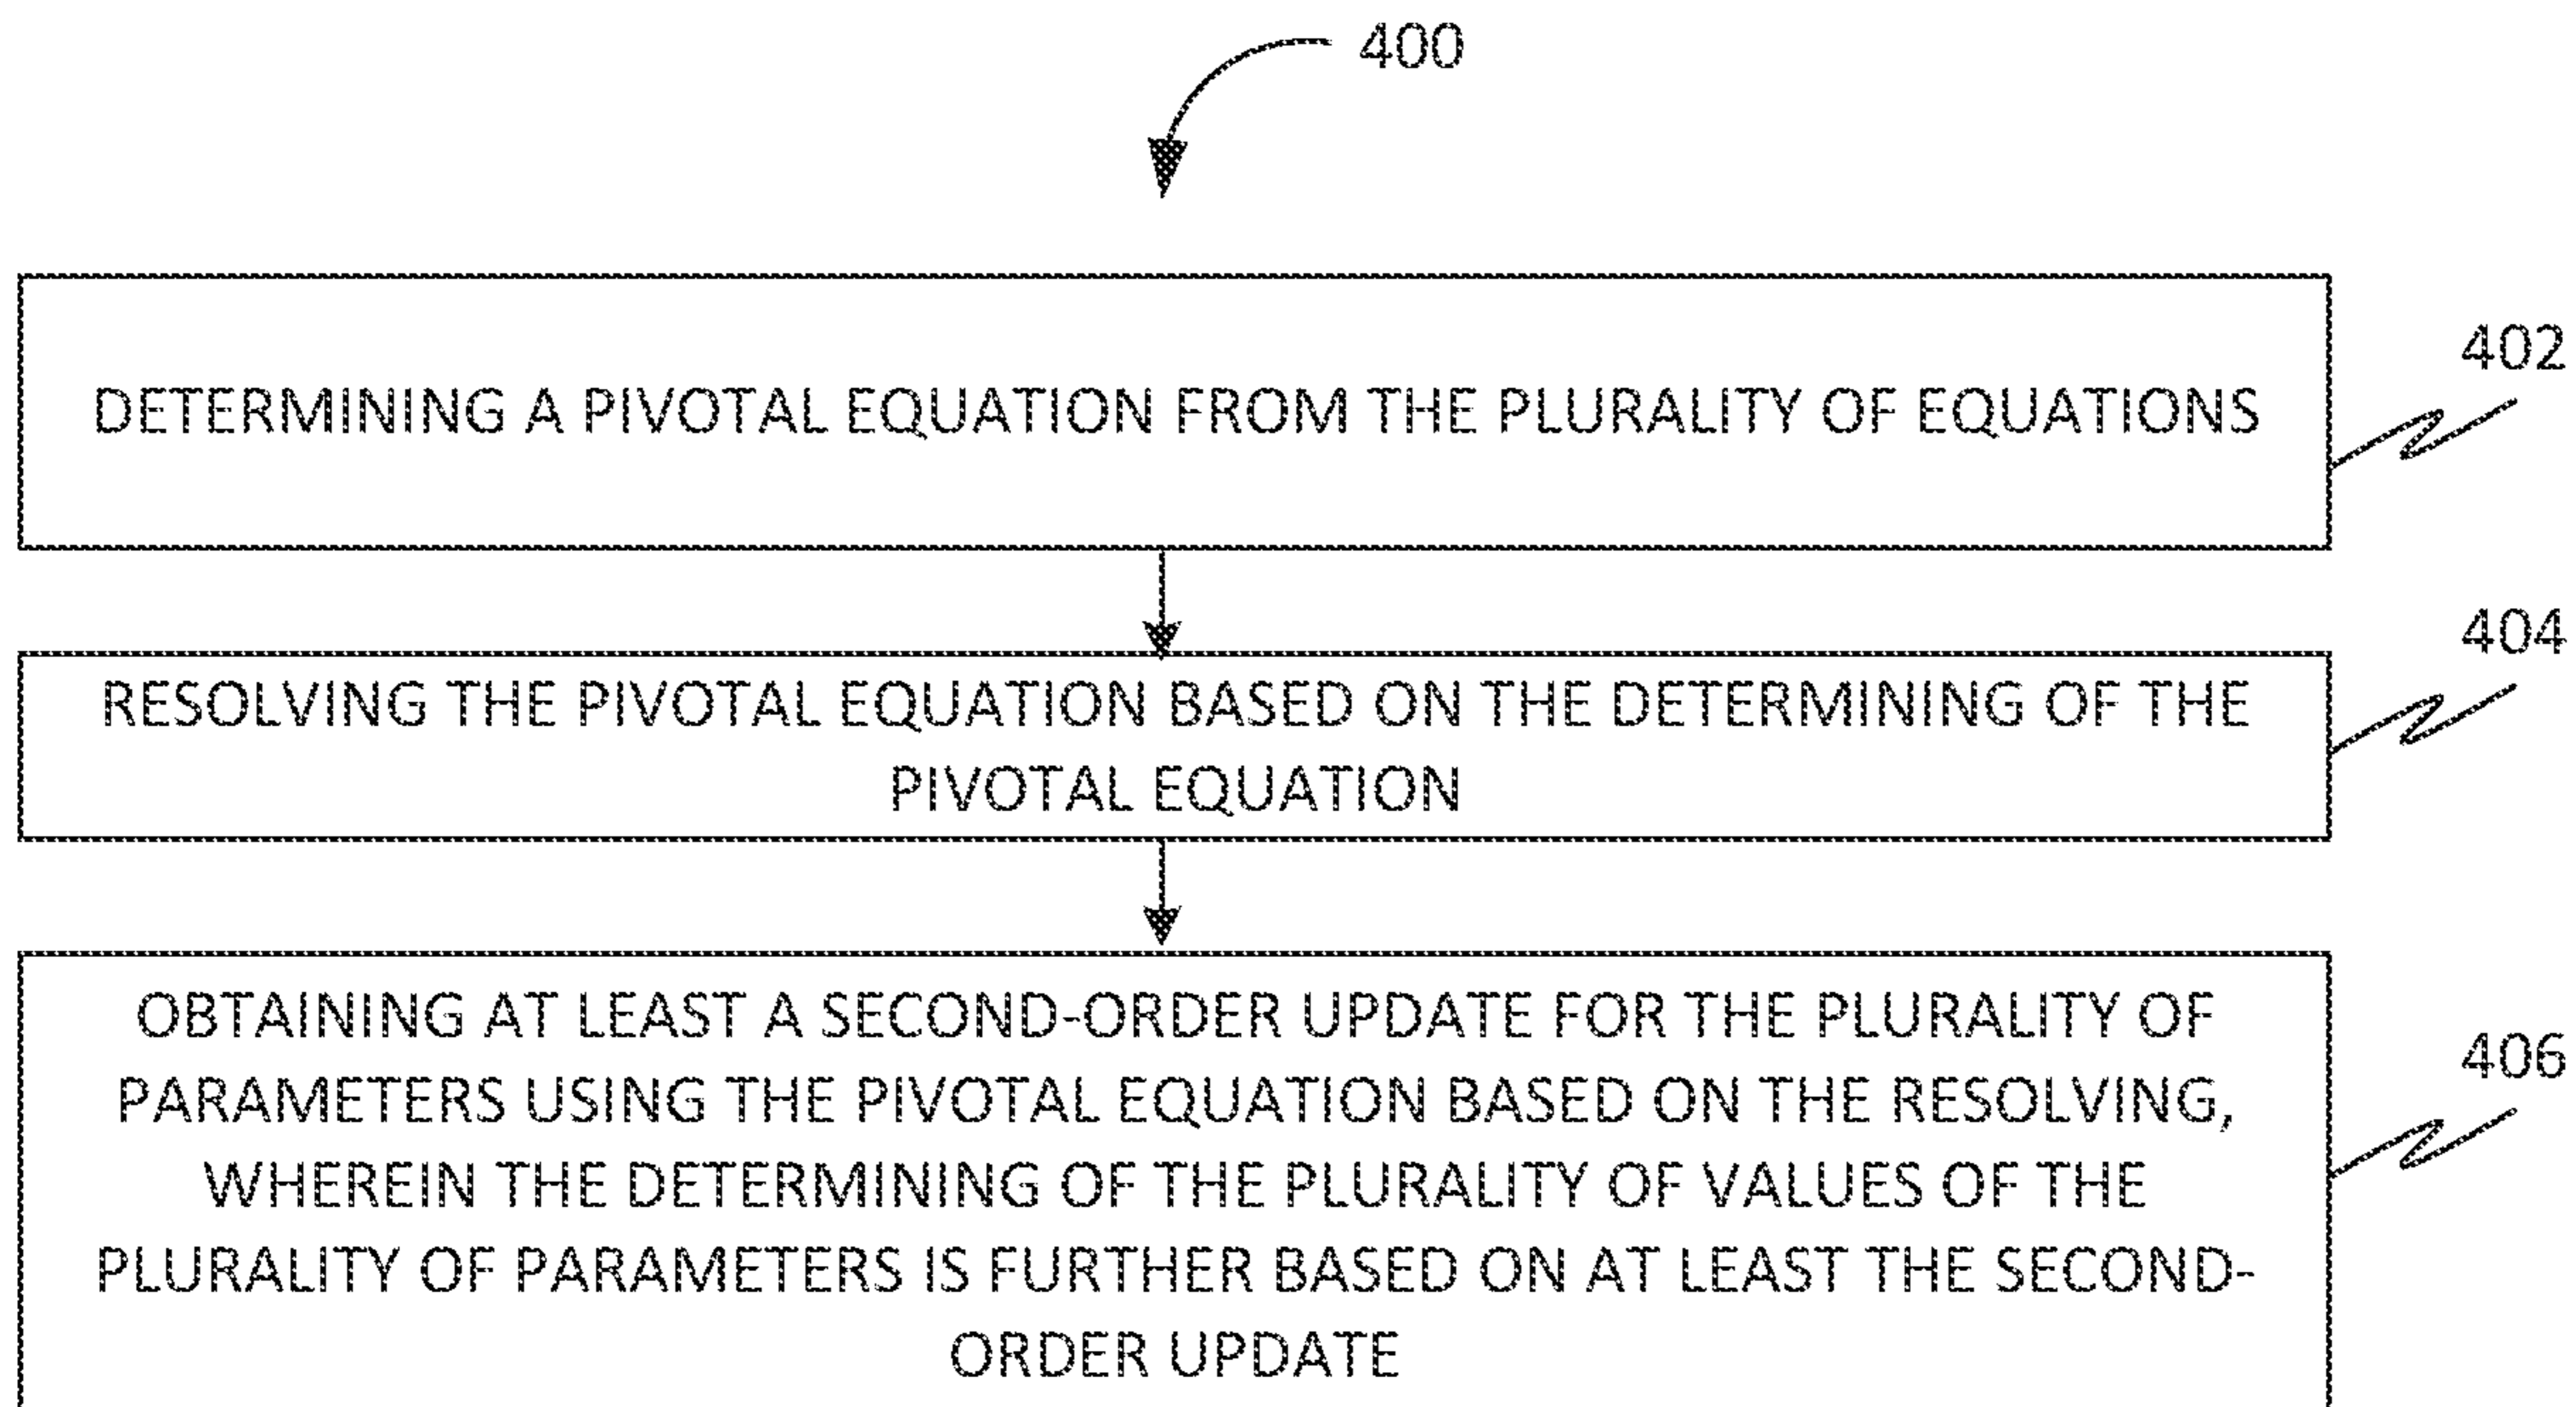 400
DETERMINING A PIVOTAL EQUATION FROM THE PLURALITY OF EQUATIONS
402
RESOLVING THE PIVOTAL EQUATION BASED ON THE DETERMINING OF THE
PIVOTAL EQUATION
404
OBTAINING AT LEAST A SECOND-ORDER UPDATE FOR THE PLURALITY OF
PARAMETERS USING THE PIVOTAL EQUATION BASED ON THE RESOLVING,
WHEREIN THE DETERMINING OF THE PLURALITY OF VALUES OF THE
PLURALITY OF PARAMETERS IS FURTHER BASED ON AT LEAST THE SECOND-
ORDER UPDATE
406